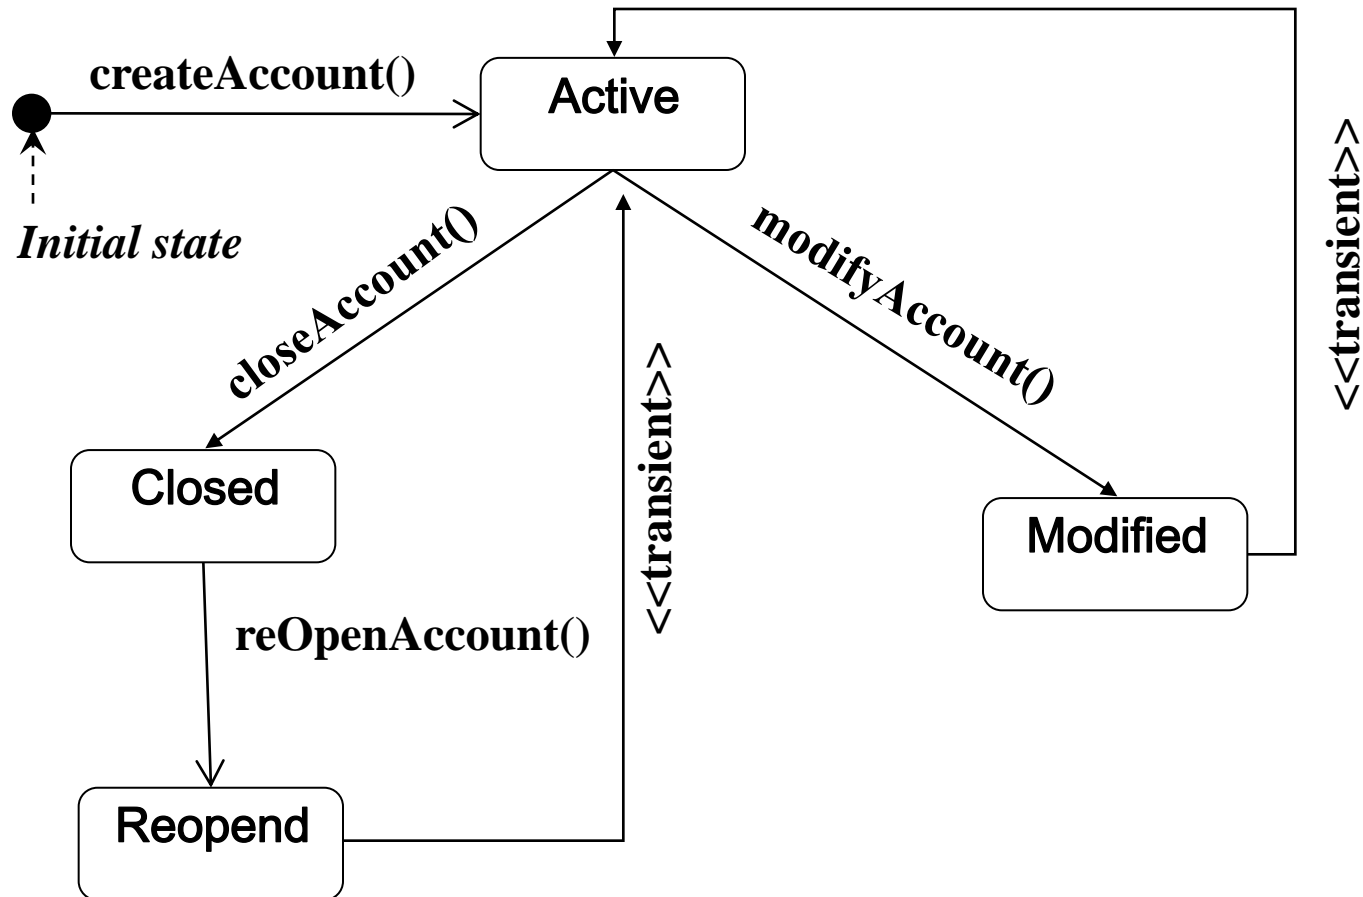 createAccount()
Active
Initial state
closeAccount()
modifyAccount()
<<transient>>
<<transient>>
Closed
Modified
reOpenAccount()
Reopend